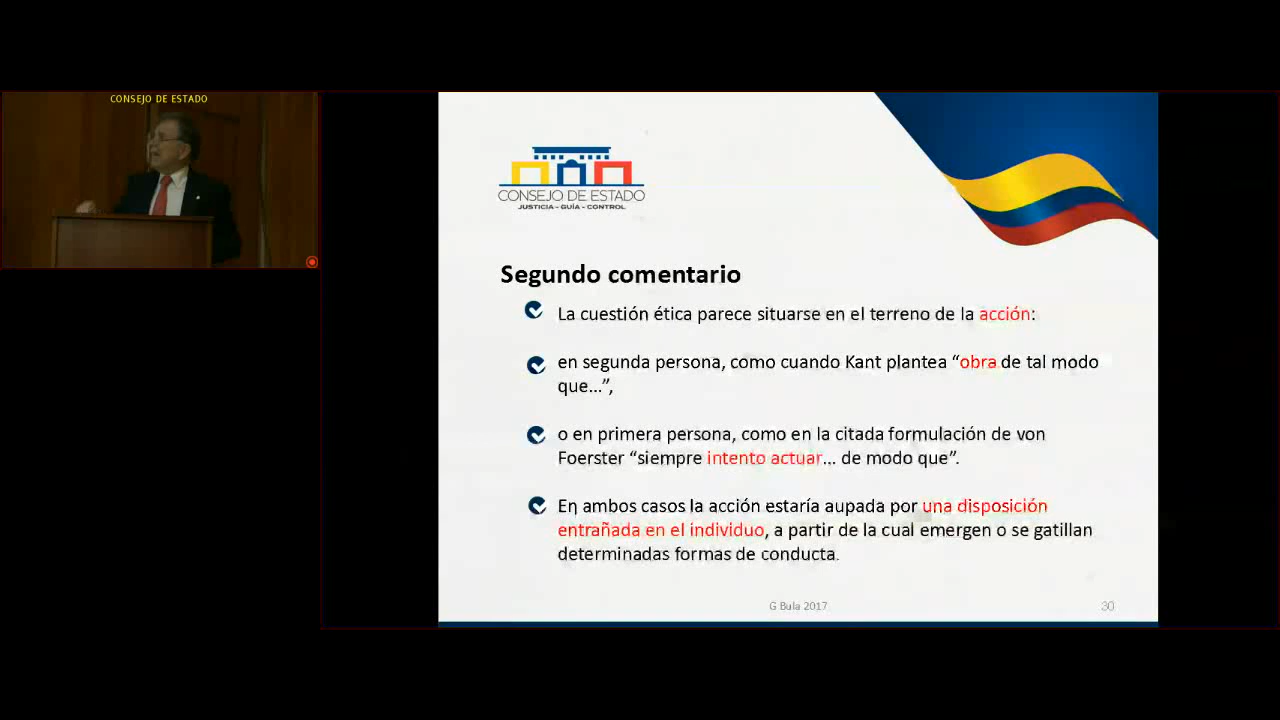 CONSEJO DE ESTADO
CONSEJO DE ESTADO
JUSTICIA - GUÍA - CONTROL
Segundo comentario
La cuestión ética parece situarse en el terreno de la acción:
en segunda persona, como cuando Kant plantea “obra de tal modo
que…”,
o en primera persona, como en la citada formulación de von
Foerster “siempre intento actuar… de modo que”.
En ambos casos la acción estaría aupada por una disposición
entrañada en el individuo, a partir de la cual emergen o se gatillan
determinadas formas de conducta.
G Bula 2017
30